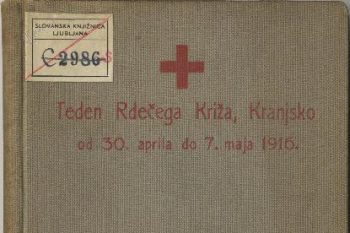 SLOVANSKA KNJIŽNICA
LJUBLJANA
C 2986
S
Teden Rdečega Križa, Kranjsko
od 30. aprila do 7. maja 1916.